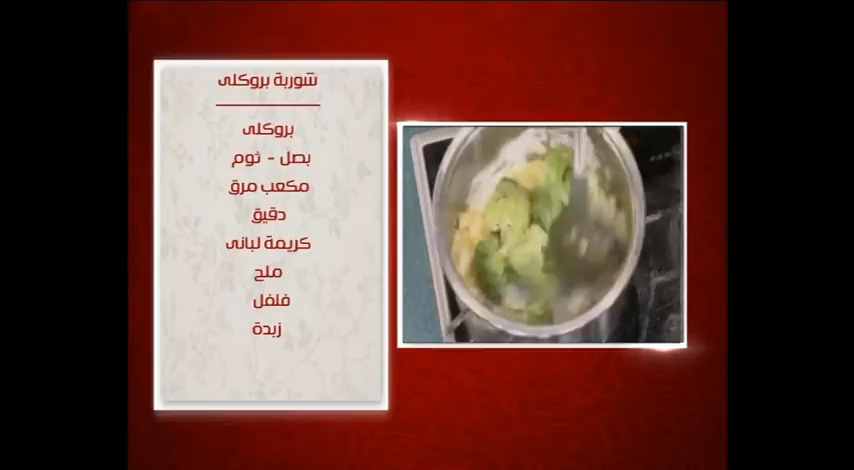 شوربة بروكلى
بروكلى
بصل - ثوم
مكعب مرق
دقيق
كريمة لبانى
ملح
فلفل
زبدة